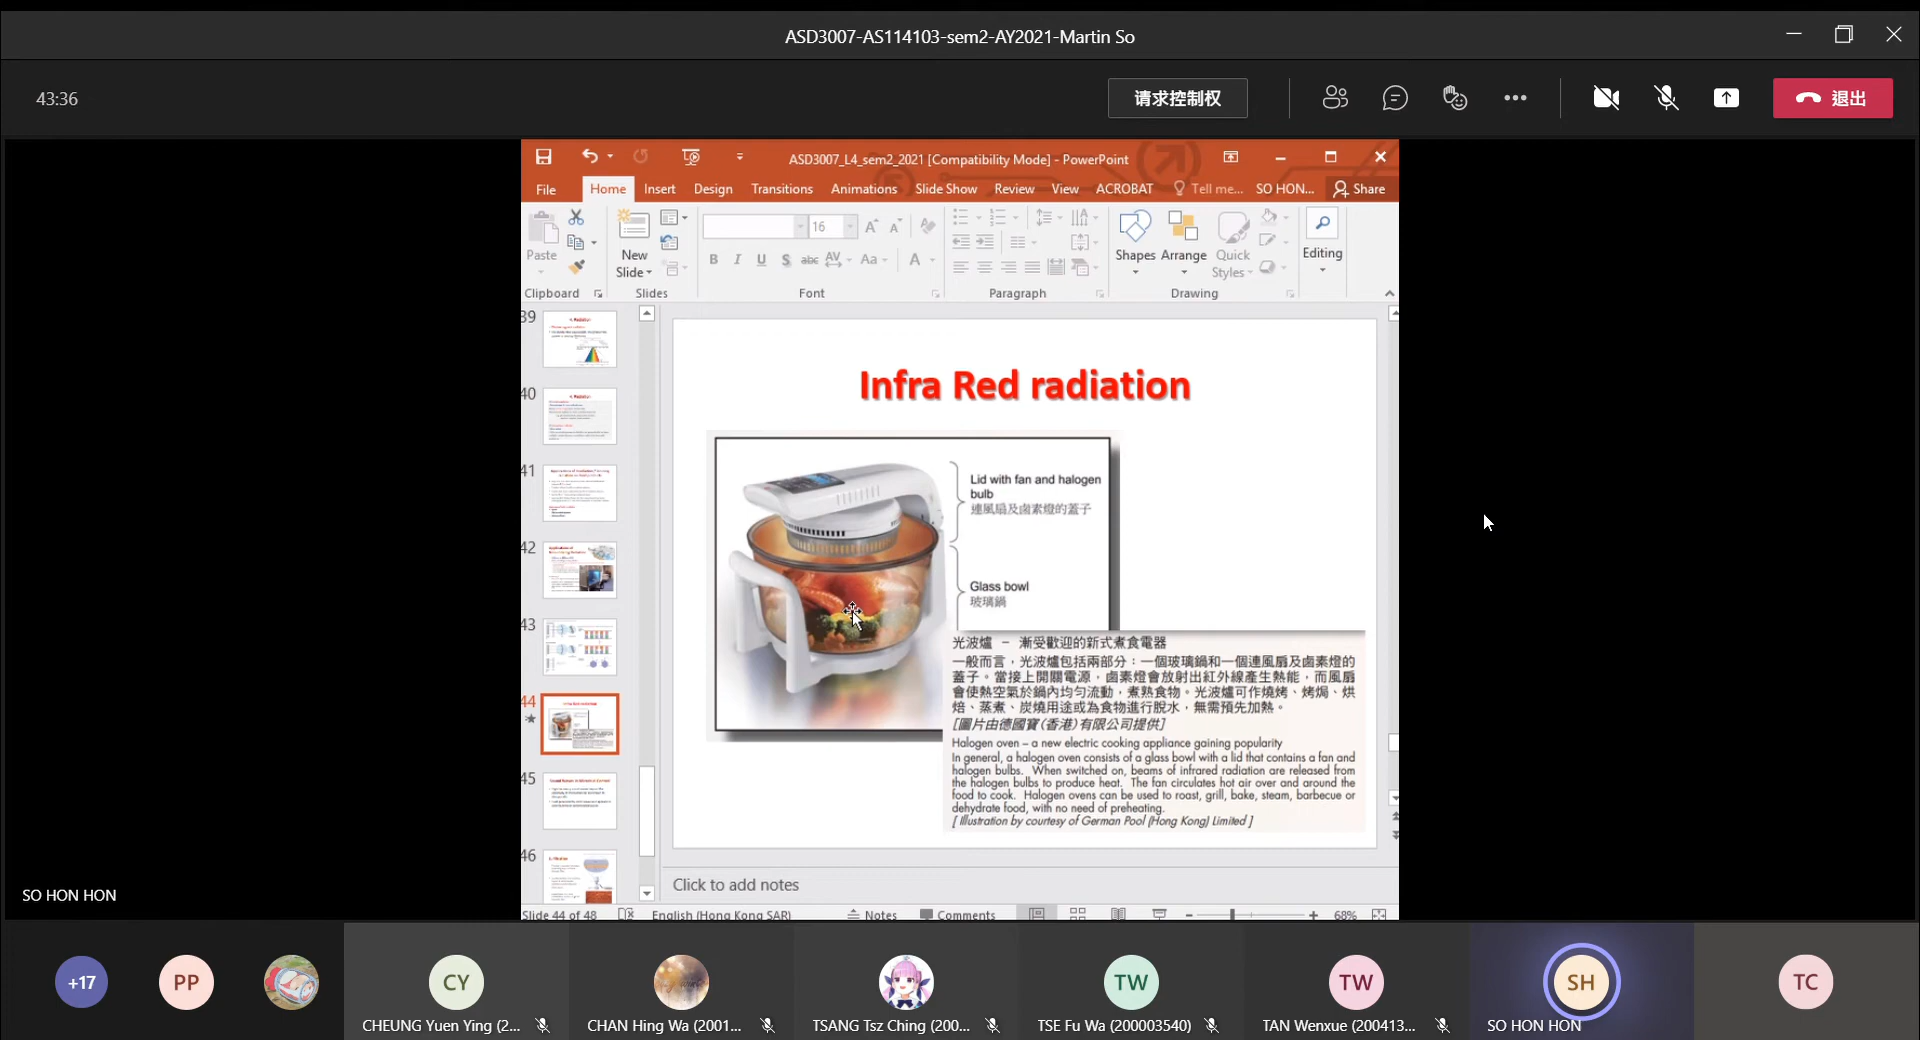 ASD3007-AS114103-sem2-AY2021-Martin So
43:36
请求控制权
退出
ASD3007_L4_sem2_2021 [Compatibility Mode] - PowerPoint
File
Home
Insert
Design
Transitions
Animations
Slide Show
Review
View
ACROBAT
Tell me...
SO HON...
Share
Paste
New
Slide
16
B I U S abc AV Aa A
Shapes
Arrange
Quick
Styles
Editing
Clipboard
Slides
Font
Paragraph
Drawing
39
40
41
42
43
44
45
46
Infra Red radiation
Lid with fan and halogen
bulb
連風扇及鹵素燈的蓋子
Glass bowl
玻璃鍋
光波爐 － 漸受歡迎的新式煮食電器
一般而言，光波爐包括兩部分：一個玻璃鍋和一個連風扇及鹵素燈的
蓋子。當接上開關電源，鹵素燈會放射出紅外線產生熱能，而風扇
會使熱空氣於鍋內均勻流動，煮熟食物。光波爐可作燒烤、烤焗、烘
焙、蒸煮、炭燒用途或為食物進行脫水，無需預先加熱。
[圖片由德國寶(香港)有限公司提供]
Halogen oven – a new electric cooking appliance gaining popularity
In general, a halogen oven consists of a glass bowl with a lid that contains a fan and
halogen bulbs. When switched on, beams of infrared radiation are released from
the halogen bulbs to produce heat. The fan circulates hot air over and around the
food to cook. Halogen ovens can be used to roast, grill, bake, steam, barbecue or
dehydrate food, with no need of preheating.
[ Illustration by courtesy of German Pool (Hong Kong) Limited ]
Click to add notes
Slide 44 of 48
English (Hong Kong SAR)
Notes
Comments
68%
SO HON HON
+17
PP
CY
CHEUNG Yuen Ying (2...
CHAN Hing Wa (2001...
TSANG Tsz Ching (200...
TW
TSE Fu Wa (200003540)
TW
TAN Wenxue (200413...
SH
SO HON HON
TC